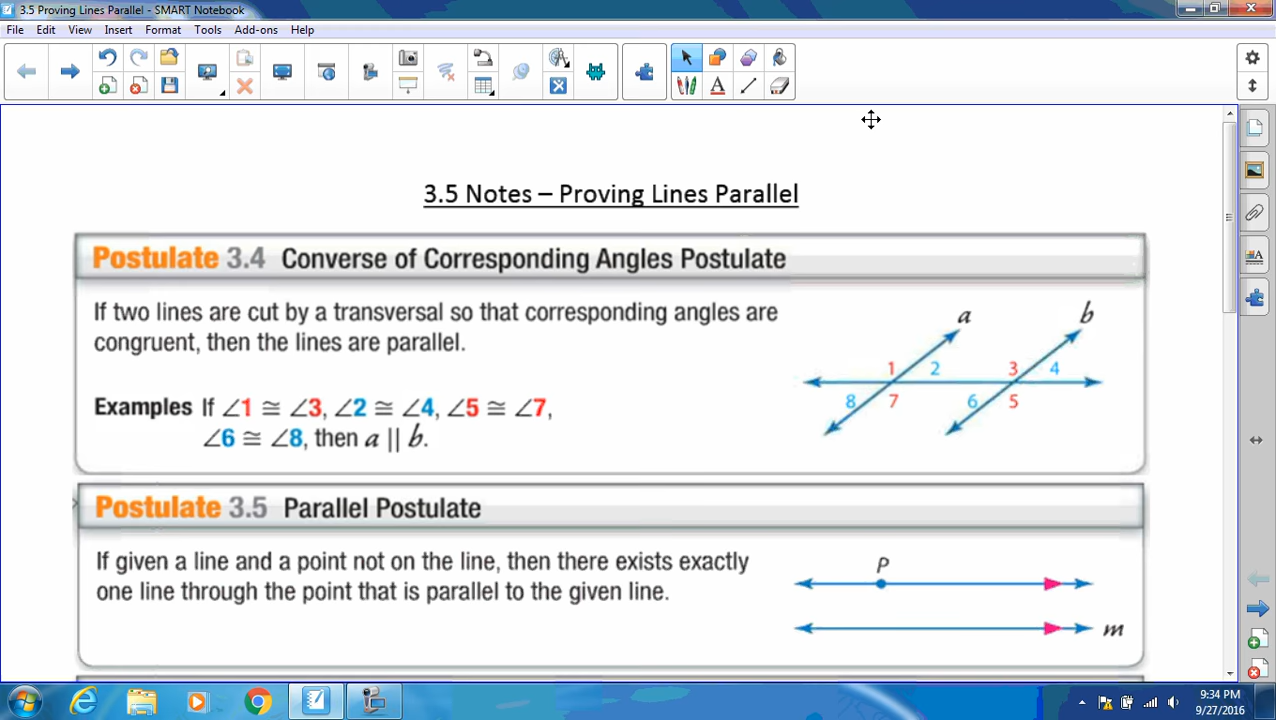 3.5 Proving Lines Parallel - SMART Notebook
File Edit View Insert Format Tools Add-ons Help
3.5 Notes – Proving Lines Parallel
Postulate 3.4 Converse of Corresponding Angles Postulate
If two lines are cut by a transversal so that corresponding angles are
congruent, then the lines are parallel.
Examples If ∠1 ≅ ∠3, ∠2 ≅ ∠4, ∠5 ≅ ∠7,
∠6 ≅ ∠8, then a || b.
a b
1 2 3 4
8 7 6 5
Postulate 3.5 Parallel Postulate
If given a line and a point not on the line, then there exists exactly
one line through the point that is parallel to the given line.
P
m
9:34 PM
9/27/2016